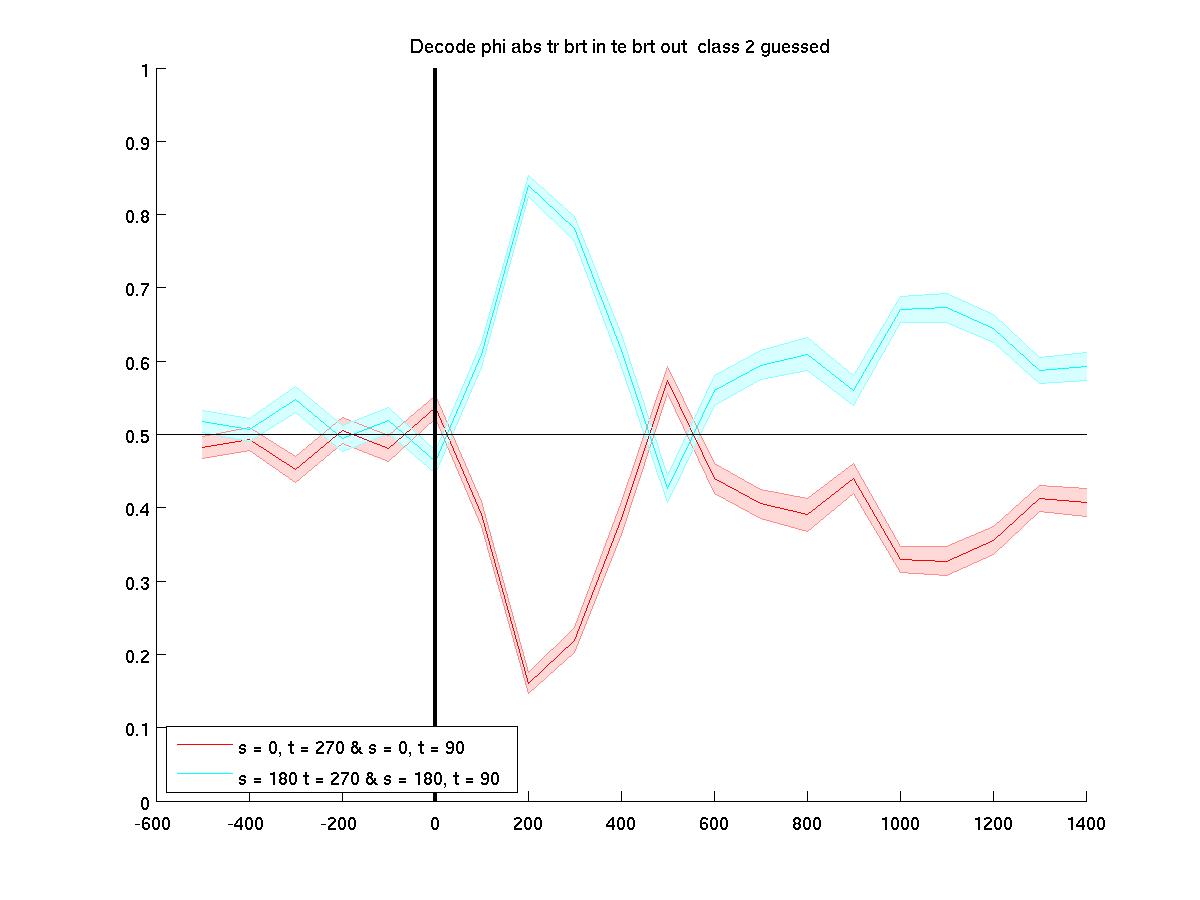 Decode phi abs tr brt in te brt out  class 2 guessed
1
0.9
0.8
0.7
0.6
0.5
0.4
0.3
0.2
0.1
0
s = 0, t = 270 & s = 0, t = 90
s = 180 t = 270 & s = 180, t = 90
-600 -400 -200 0 200 400 600 800 1000 1200 1400